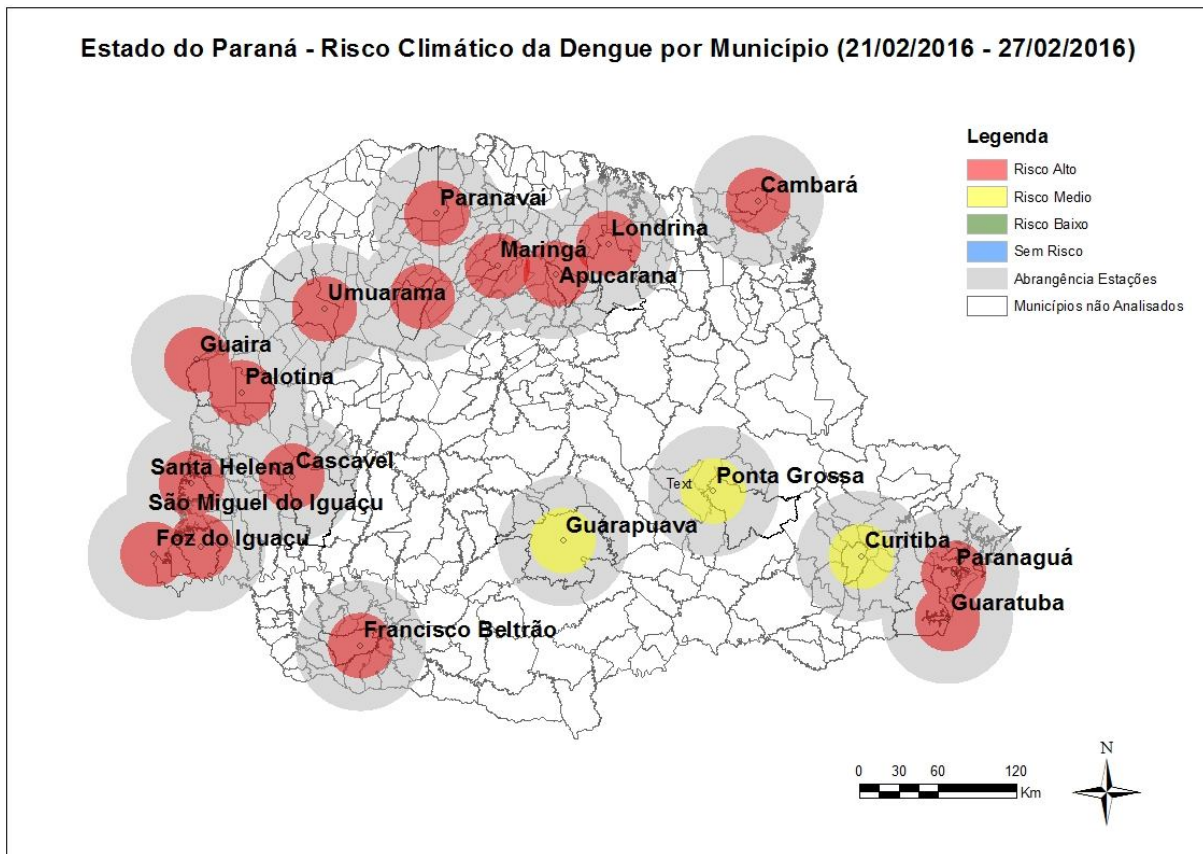 Estado do Paraná - Risco Climático da Dengue por Município (21/02/2016 - 27/02/2016)
Legenda
Risco Alto
Risco Medio
Risco Baixo
Sem Risco
Abrangência Estações
Municípios não Analisados
Cambará
Paranavaí
Londrina
Maringá
Apucarana
Umuarama
Guaira
Palotina
Santa Helena
Cascavel
São Miguel do Iguaçu
Foz do Iguaçu
Text
Ponta Grossa
Guarapuava
Curitiba
Paranaguá
Guaratuba
Francisco Beltrão
N
0 30 60 120
Km